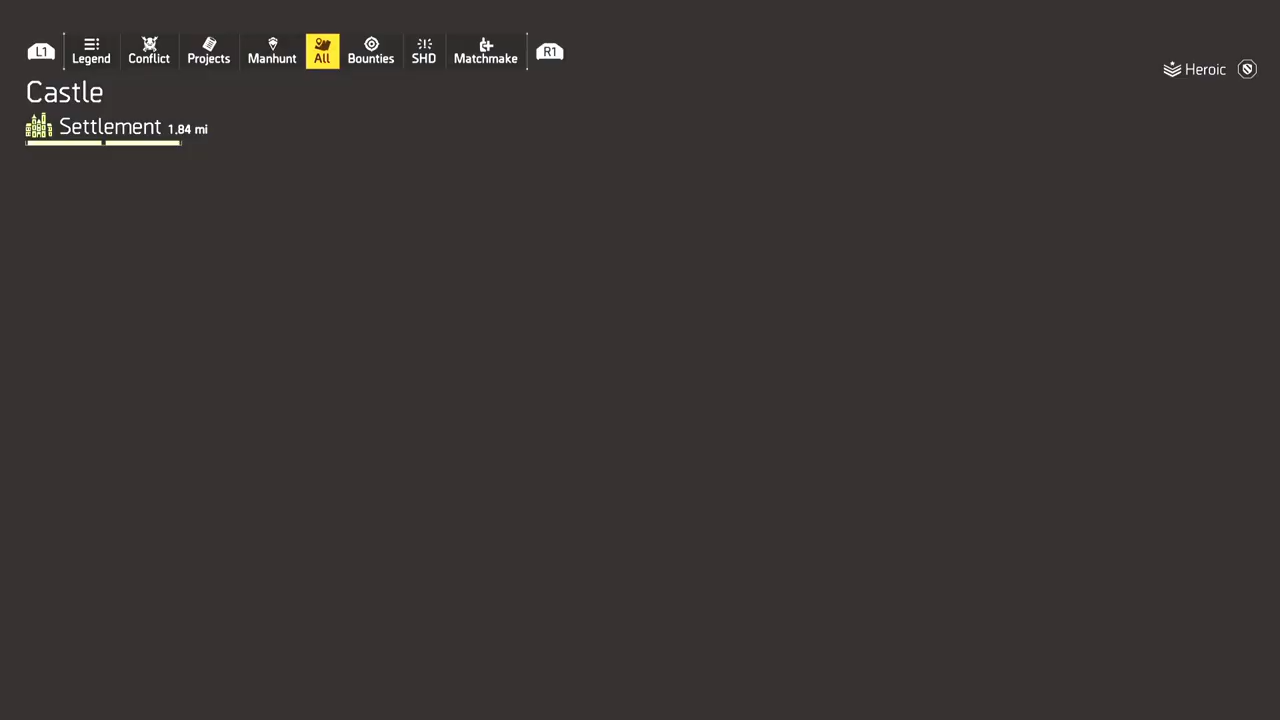 L1 Legend Conflict Projects Manhunt All Bounties SHD Matchmake R1
Heroic
Castle
Settlement 1.84 mi